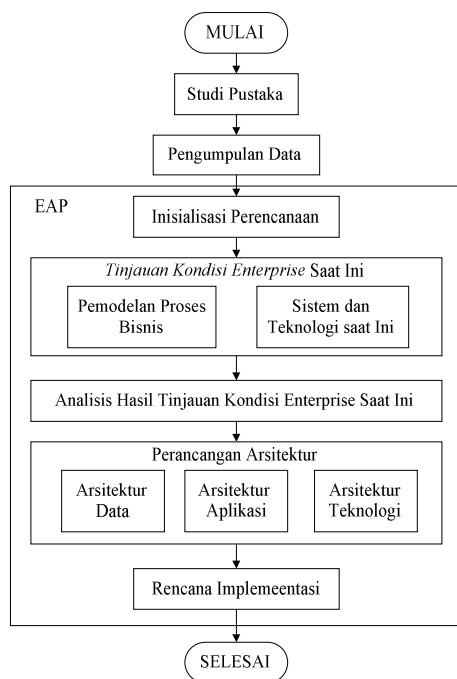 MULAI
Studi Pustaka
Pengumpulan Data
EAP
Inisialisasi Perencanaan
Tinjauan Kondisi Enterprise Saat Ini
Pemodelan Proses
Bisnis
Sistem dan
Teknologi saat Ini
Analisis Hasil Tinjauan Kondisi Enterprise Saat Ini
Perancangan Arsitektur
Arsitektur
Data
Arsitektur
Aplikasi
Arsitektur
Teknologi
Rencana Implemeentasi
SELESAI